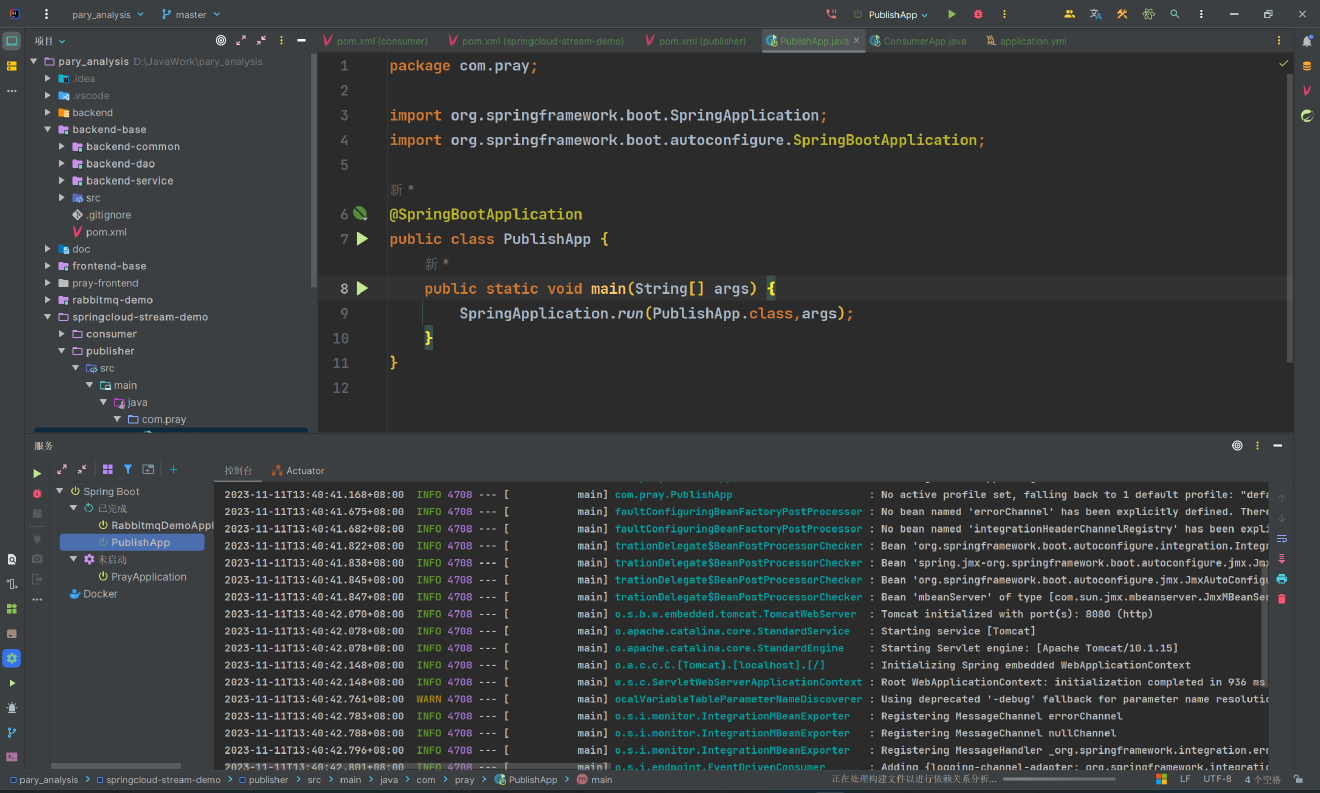 pary_analysis master PublishApp
项目
pom.xml (consumer) pom.xml (springcloud-stream-demo) pom.xml (publisher) PublishApp.java ConsumerApp.java application.yml
pary_analysis D:\JavaWork\pary_analysis
.idea
.vscode
backend
backend-base
backend-common
backend-dao
backend-service
src
.gitignore
pom.xml
doc
frontend-base
pray-frontend
rabbitmq-demo
springcloud-stream-demo
consumer
publisher
src
main
java
com.pray
1 package com.pray;
2
3 import org.springframework.boot.SpringApplication;
4 import org.springframework.boot.autoconfigure.SpringBootApplication;
5
新 *
6 @SpringBootApplication
7 public class PublishApp {
新 *
8 public static void main(String[] args) {
9 SpringApplication.run(PublishApp.class,args);
10 }
11 }
12
服务
控制台 Actuator
Spring Boot
已完成
RabbitmqDemoAppl
PublishApp
未启动
PrayApplication
Docker
2023-11-11T13:40:41.168+08:00 INFO 4708 --- [ main] com.pray.PublishApp : No active profile set, falling back to 1 default profile: "defa
2023-11-11T13:40:41.675+08:00 INFO 4708 --- [ main] faultConfiguringBeanFactoryPostProcessor : No bean named 'errorChannel' has been explicitly defined. There
2023-11-11T13:40:41.682+08:00 INFO 4708 --- [ main] faultConfiguringBeanFactoryPostProcessor : No bean named 'integrationHeaderChannelRegistry' has been expli
2023-11-11T13:40:41.822+08:00 INFO 4708 --- [ main] trationDelegate$BeanPostProcessorChecker : Bean 'org.springframework.boot.autoconfigure.integration.Integr
2023-11-11T13:40:41.838+08:00 INFO 4708 --- [ main] trationDelegate$BeanPostProcessorChecker : Bean 'spring.jmx-org.springframework.boot.autoconfigure.jmx.Jmx
2023-11-11T13:40:41.845+08:00 INFO 4708 --- [ main] trationDelegate$BeanPostProcessorChecker : Bean 'org.springframework.boot.autoconfigure.jmx.JmxAutoConfigu
2023-11-11T13:40:41.847+08:00 INFO 4708 --- [ main] trationDelegate$BeanPostProcessorChecker : Bean 'mbeanServer' of type [com.sun.jmx.mbeanserver.JmxMBeanSer
2023-11-11T13:40:42.070+08:00 INFO 4708 --- [ main] o.s.b.w.embedded.tomcat.TomcatWebServer : Tomcat initialized with port(s): 8080 (http)
2023-11-11T13:40:42.078+08:00 INFO 4708 --- [ main] o.apache.catalina.core.StandardService : Starting service [Tomcat]
2023-11-11T13:40:42.078+08:00 INFO 4708 --- [ main] o.apache.catalina.core.StandardEngine : Starting Servlet engine: [Apache Tomcat/10.1.15]
2023-11-11T13:40:42.148+08:00 INFO 4708 --- [ main] o.a.c.c.C.[Tomcat].[localhost].[/] : Initializing Spring embedded WebApplicationContext
2023-11-11T13:40:42.148+08:00 INFO 4708 --- [ main] w.s.c.ServletWebServerApplicationContext : Root WebApplicationContext: initialization completed in 936 ms
2023-11-11T13:40:42.761+08:00 WARN 4708 --- [ main] ocalVariableTableParameterNameDiscoverer : Using deprecated '-debug' fallback for parameter name resolutio
2023-11-11T13:40:42.783+08:00 INFO 4708 --- [ main] o.s.i.monitor.IntegrationMBeanExporter : Registering MessageChannel errorChannel
2023-11-11T13:40:42.788+08:00 INFO 4708 --- [ main] o.s.i.monitor.IntegrationMBeanExporter : Registering MessageChannel nullChannel
2023-11-11T13:40:42.796+08:00 INFO 4708 --- [ main] o.s.i.monitor.IntegrationMBeanExporter : Registering MessageHandler _org.springframework.integration.err
2023-11-11T13:40:42.801+08:00 INFO 4708 --- [ main] o.s.i.endpoint.EventDrivenConsumer : Adding {logging-channel-adapter: org.springframework.integratio
pary_analysis > springcloud-stream-demo > publisher > src > main > java > com > pray > PublishApp > main 正在处理构建文件以进行依赖关系分析... LF UTF-8 4 个空格